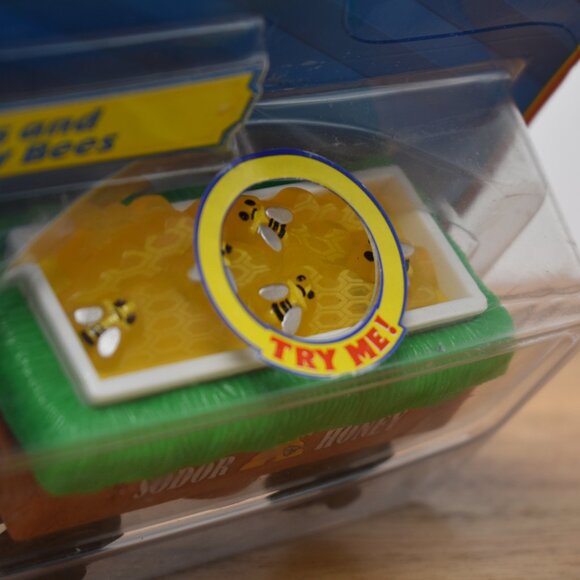 s and
y Bees
TRY ME!
SODOR HONEY